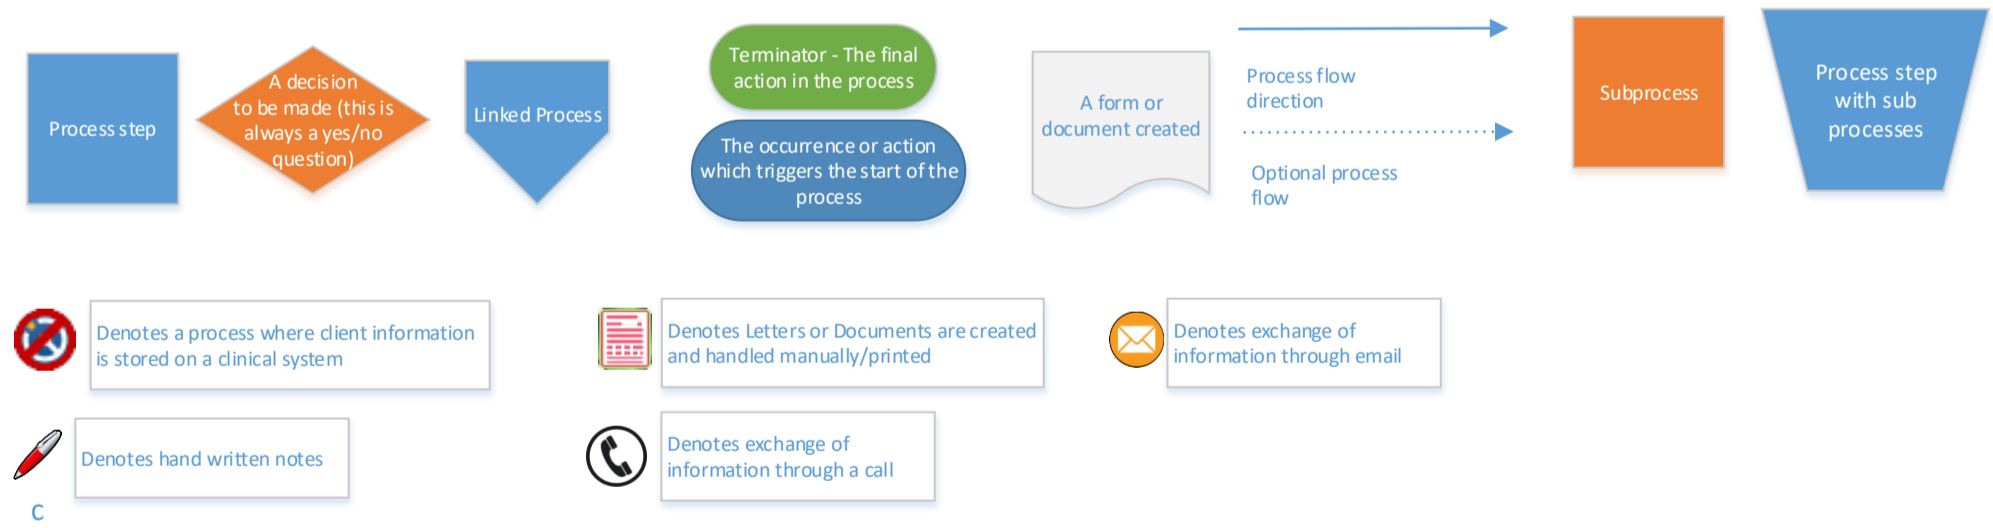 Process step
A decision
to be made (this is
always a yes/no
question)
Linked Process
Terminator - The final
action in the process
The occurrence or action
which triggers the start of the
process
A form or
document created
Process flow
direction
Optional process
flow
Subprocess
Process step
with sub
processes
Denotes a process where client information
is stored on a clinical system
Denotes Letters or Documents are created
and handled manually/printed
Denotes exchange of
information through email
Denotes hand written notes
Denotes exchange of
information through a call
C